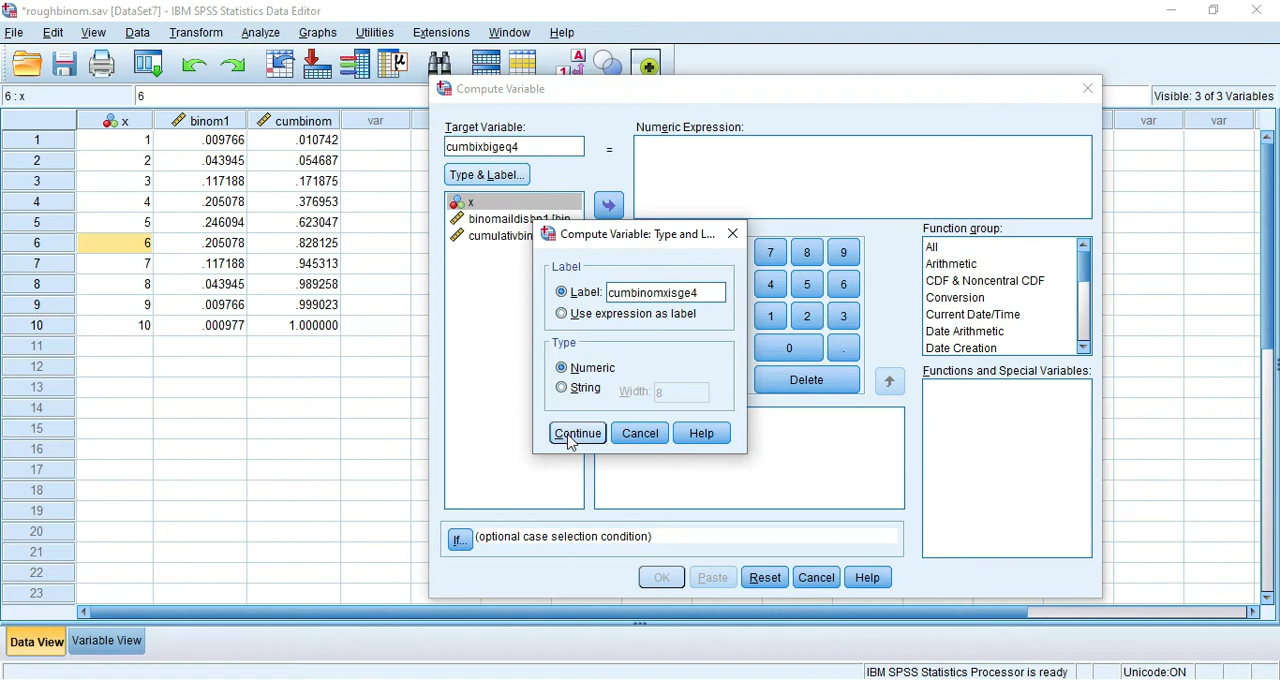 *roughbinom.sav [DataSet7] - IBM SPSS Statistics Data Editor
File Edit View Data Transform Analyze Graphs Utilities Extensions Window Help
6 : x 6 Visible: 3 of 3 Variables
x binom1 cumbinom var var var
1 1 .009766 .010742
2 2 .043945 .054687
3 3 .117188 .171875
4 4 .205078 .376953
5 5 .246094 .623047
6 6 .205078 .828125
7 7 .117188 .945313
8 8 .043945 .989258
9 9 .009766 .999023
10 10 .000977 1.000000
11
12
13
14
15
16
17
18
19
20
21
22
23
Compute Variable
Target Variable:
cumbixbigeq4
=
Numeric Expression:
Type & Label...
x
binomaildisbn1 [bin
cumulativbin
Compute Variable: Type and L...
Label
Label: cumbinomxisge4
Use expression as label
Type
Numeric
String Width: 8
Continue Cancel Help
7 8 9
4 5 6
1 2 3
0 .
Delete
Function group:
All
Arithmetic
CDF & Noncentral CDF
Conversion
Current Date/Time
Date Arithmetic
Date Creation
Functions and Special Variables:
If... (optional case selection condition)
OK Paste Reset Cancel Help
Data View Variable View
IBM SPSS Statistics Processor is ready Unicode:ON